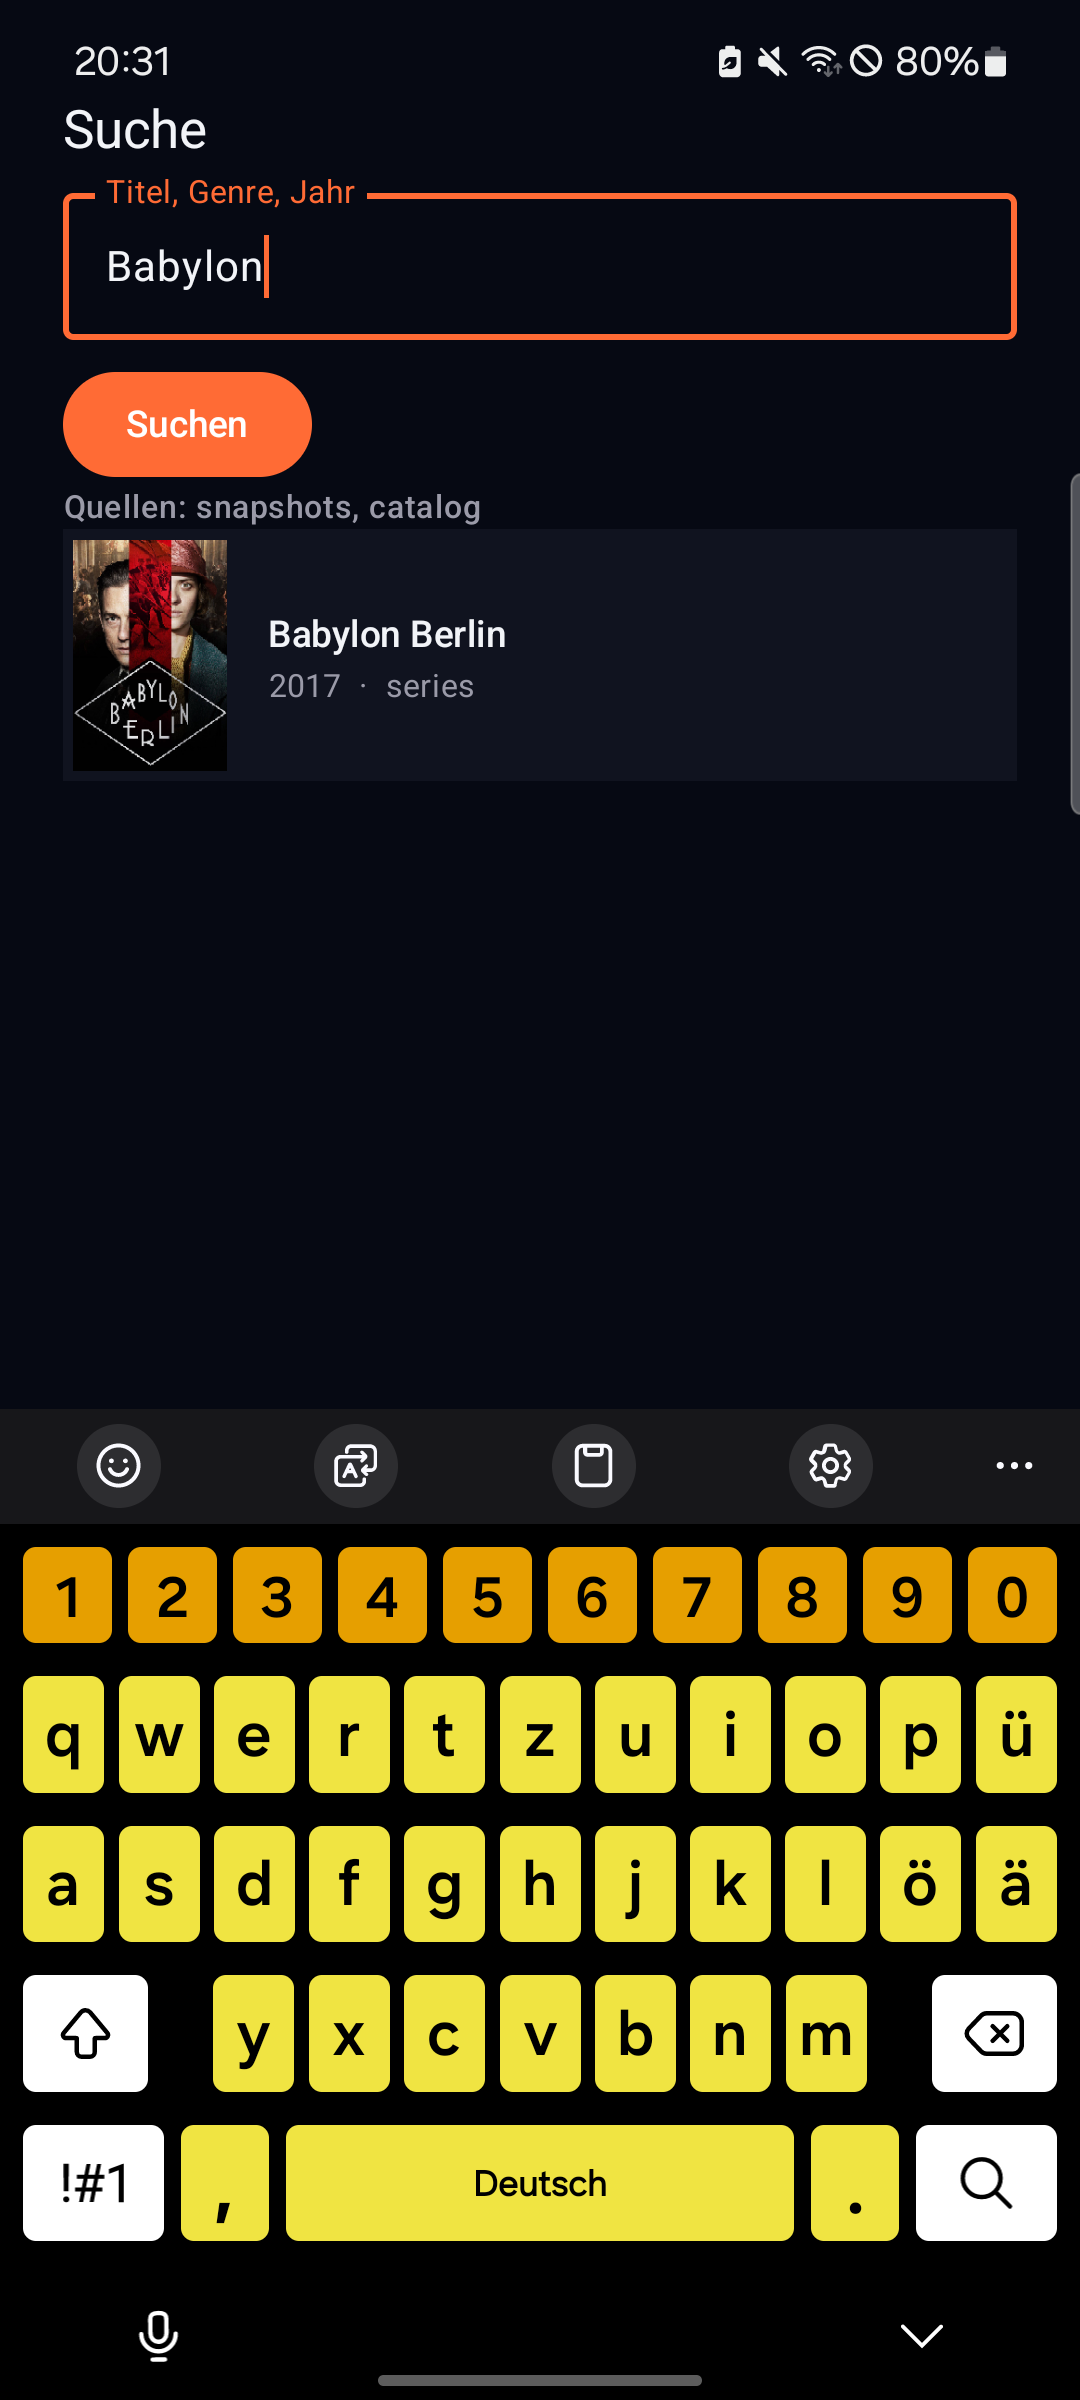 20:31 80%
Suche
Titel, Genre, Jahr
Babylon
Suchen
Quellen: snapshots, catalog
BABYLON
BERLIN
Babylon Berlin
2017 · series
1 2 3 4 5 6 7 8 9 0
q w e r t z u i o p ü
a s d f g h j k l ö ä
y x c v b n m
!#1 , Deutsch .